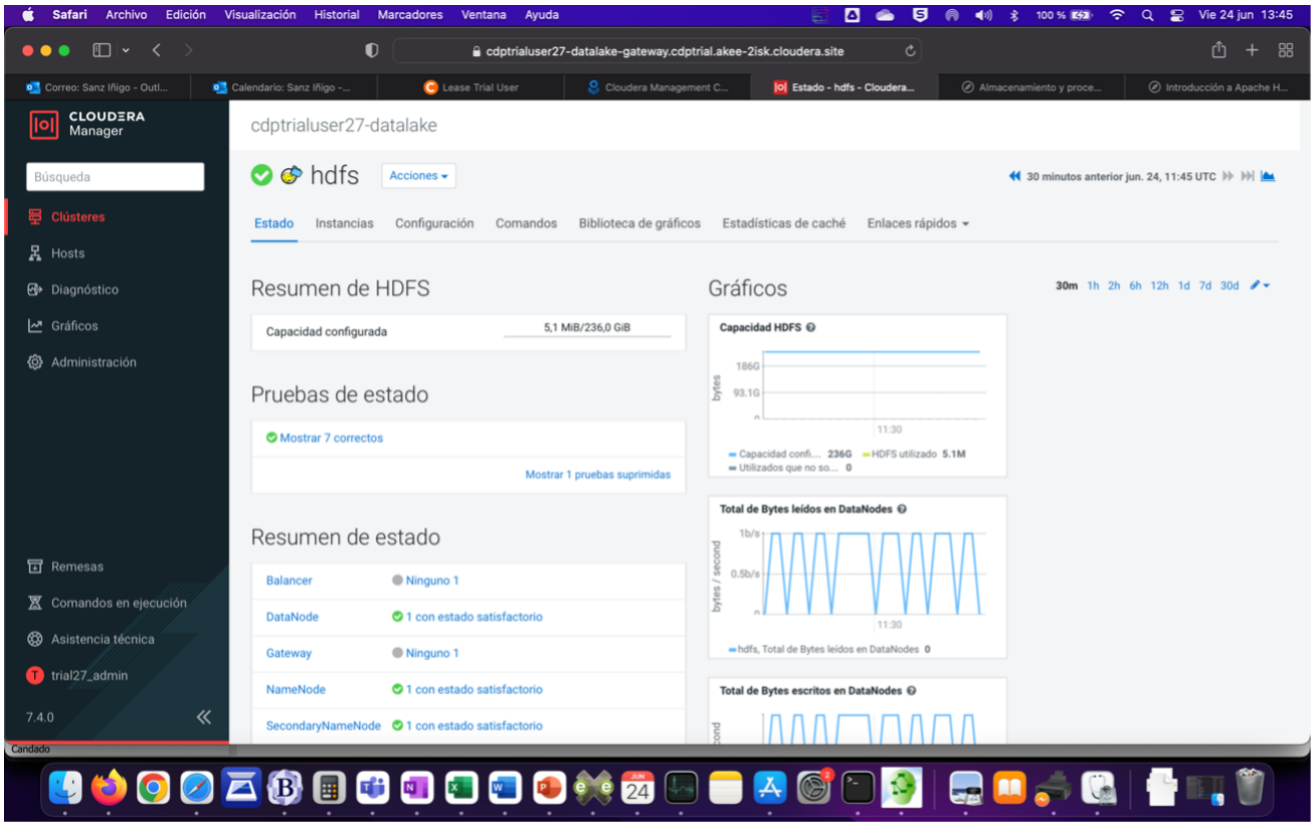 Safari Archivo Edición Visualización Historial Marcadores Ventana Ayuda 100 % Vie 24 jun 13:45
cdptrialuser27-datalake-gateway.cdptrial.akee-2isk.cloudera.site
Correo: Sanz Iñigo - Outl... Calendario: Sanz Iñigo -... Lease Trial User Cloudera Management C... Estado - hdfs - Cloudera... Almacenamiento y proce... Introducción a Apache H...
CLOUDERA
Manager
Búsqueda
Clústeres
Hosts
Diagnóstico
Gráficos
Administración
Remesas
Comandos en ejecución
Asistencia técnica
T trial27_admin
7.4.0
cdptrialuser27-datalake
hdfs Acciones
30 minutos anterior jun. 24, 11:45 UTC
Estado Instancias Configuración Comandos Biblioteca de gráficos Estadísticas de caché Enlaces rápidos
Resumen de HDFS
Capacidad configurada 5,1 MiB/236,0 GiB
Pruebas de estado
Mostrar 7 correctos
Mostrar 1 pruebas suprimidas
Resumen de estado
Balancer Ninguno 1
DataNode 1 con estado satisfactorio
Gateway Ninguno 1
NameNode 1 con estado satisfactorio
SecondaryNameNode 1 con estado satisfactorio
Gráficos
30m 1h 2h 6h 12h 1d 7d 30d
Capacidad HDFS
bytes
186G
93.1G
0
11:30
Capacidad confi... 236G HDFS utilizado 5.1M
Utilizados que no so... 0
Total de Bytes leídos en DataNodes
bytes / second
1b/s
0.5b/s
0
11:30
hdfs, Total de Bytes leídos en DataNodes 0
Total de Bytes escritos en DataNodes
Candado
JUN
24